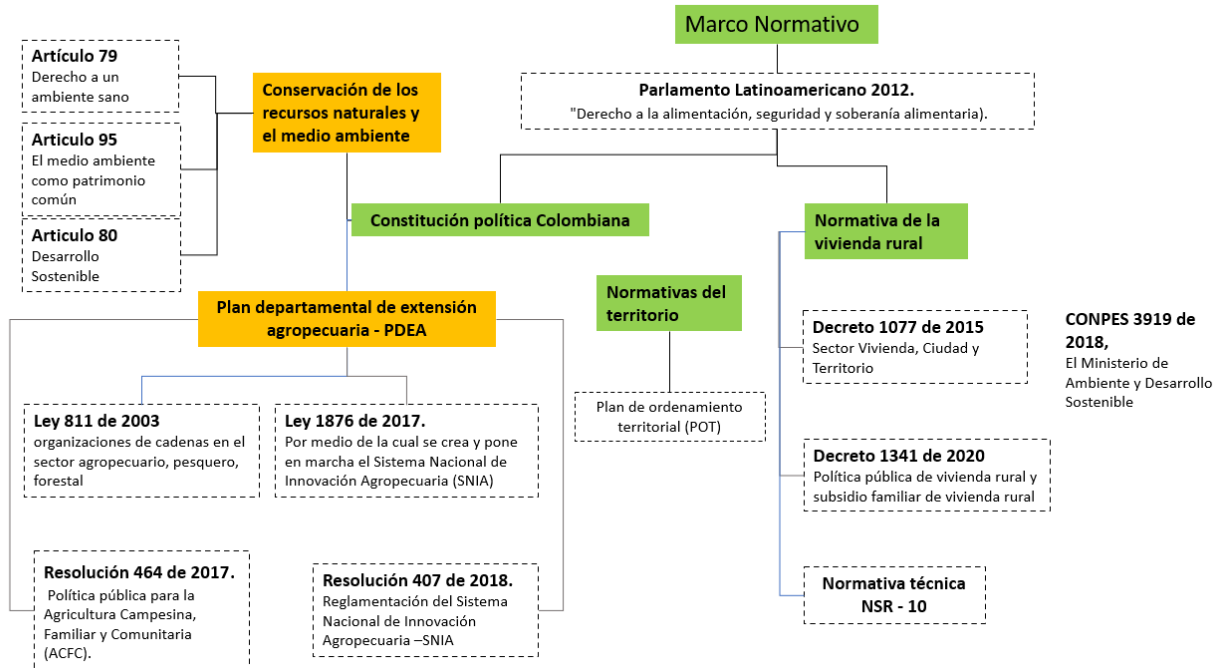 Marco Normativo
Parlamento Latinoamericano 2012.
"Derecho a la alimentación, seguridad y soberanía alimentaria).
Artículo 79
Derecho a un
ambiente sano
Articulo 95
El medio ambiente
como patrimonio
común
Articulo 80
Desarrollo
Sostenible
Conservación de los
recursos naturales y
el medio ambiente
Constitución política Colombiana
Normativa de la
vivienda rural
Plan departamental de extensión
agropecuaria - PDEA
Normativas del
territorio
Plan de ordenamiento
territorial (POT)
Decreto 1077 de 2015
Sector Vivienda, Ciudad y
Territorio
CONPES 3919 de
2018,
El Ministerio de
Ambiente y Desarrollo
Sostenible
Ley 811 de 2003
organizaciones de cadenas en el
sector agropecuario, pesquero,
forestal
Ley 1876 de 2017.
Por medio de la cual se crea y pone
en marcha el Sistema Nacional de
Innovación Agropecuaria (SNIA)
Decreto 1341 de 2020
Política pública de vivienda rural y
subsidio familiar de vivienda rural
Resolución 464 de 2017.
Política pública para la
Agricultura Campesina,
Familiar y Comunitaria
(ACFC).
Resolución 407 de 2018.
Reglamentación del Sistema
Nacional de Innovación
Agropecuaria –SNIA
Normativa técnica
NSR - 10